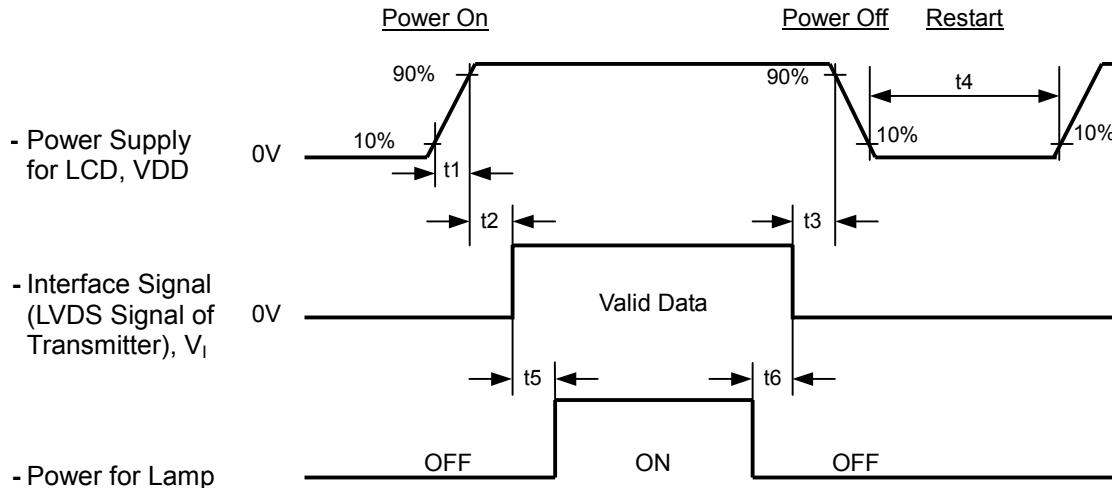 Power On
Power Off
Restart
90%
90%
t4
10%
10%
10%
- Power Supply
for LCD, VDD
0V
t1
t2
t3
- Interface Signal
(LVDS Signal of
Transmitter), VI
0V
Valid Data
t5
t6
- Power for Lamp
OFF
ON
OFF